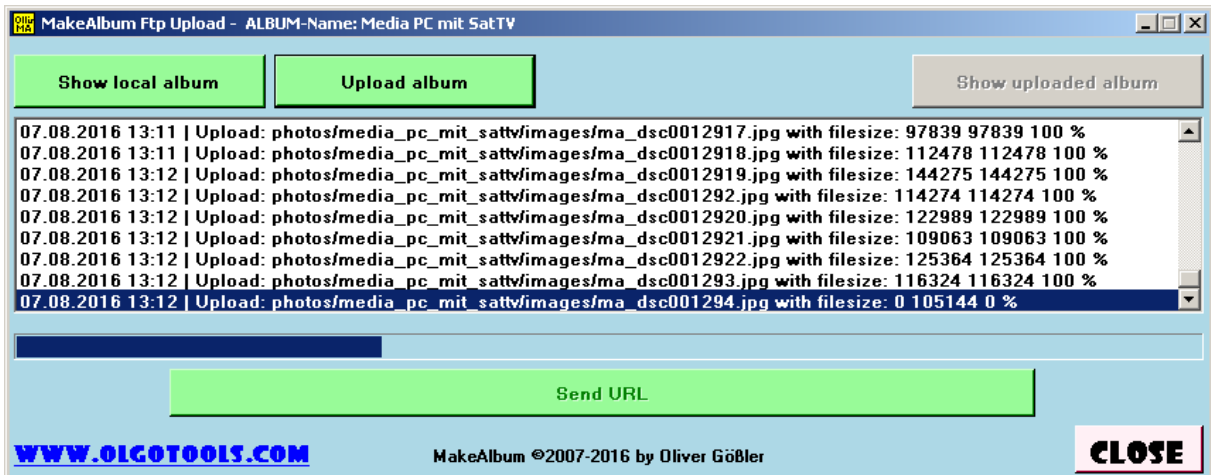 Olli
MA
MakeAlbum Ftp Upload - ALBUM-Name: Media PC mit SatTV
Show local album
Upload album
Show uploaded album
07.08.2016 13:11 | Upload: photos/media_pc_mit_sattv/images/ma_dsc0012917.jpg with filesize: 97839 97839 100 %
07.08.2016 13:11 | Upload: photos/media_pc_mit_sattv/images/ma_dsc0012918.jpg with filesize: 112478 112478 100 %
07.08.2016 13:12 | Upload: photos/media_pc_mit_sattv/images/ma_dsc0012919.jpg with filesize: 144275 144275 100 %
07.08.2016 13:12 | Upload: photos/media_pc_mit_sattv/images/ma_dsc001292.jpg with filesize: 114274 114274 100 %
07.08.2016 13:12 | Upload: photos/media_pc_mit_sattv/images/ma_dsc0012920.jpg with filesize: 122989 122989 100 %
07.08.2016 13:12 | Upload: photos/media_pc_mit_sattv/images/ma_dsc0012921.jpg with filesize: 109063 109063 100 %
07.08.2016 13:12 | Upload: photos/media_pc_mit_sattv/images/ma_dsc0012922.jpg with filesize: 125364 125364 100 %
07.08.2016 13:12 | Upload: photos/media_pc_mit_sattv/images/ma_dsc001293.jpg with filesize: 116324 116324 100 %
07.08.2016 13:12 | Upload: photos/media_pc_mit_sattv/images/ma_dsc001294.jpg with filesize: 0 105144 0 %
Send URL
WWW.OLGOTOOLS.COM
MakeAlbum ©2007-2016 by Oliver Gößler
CLOSE